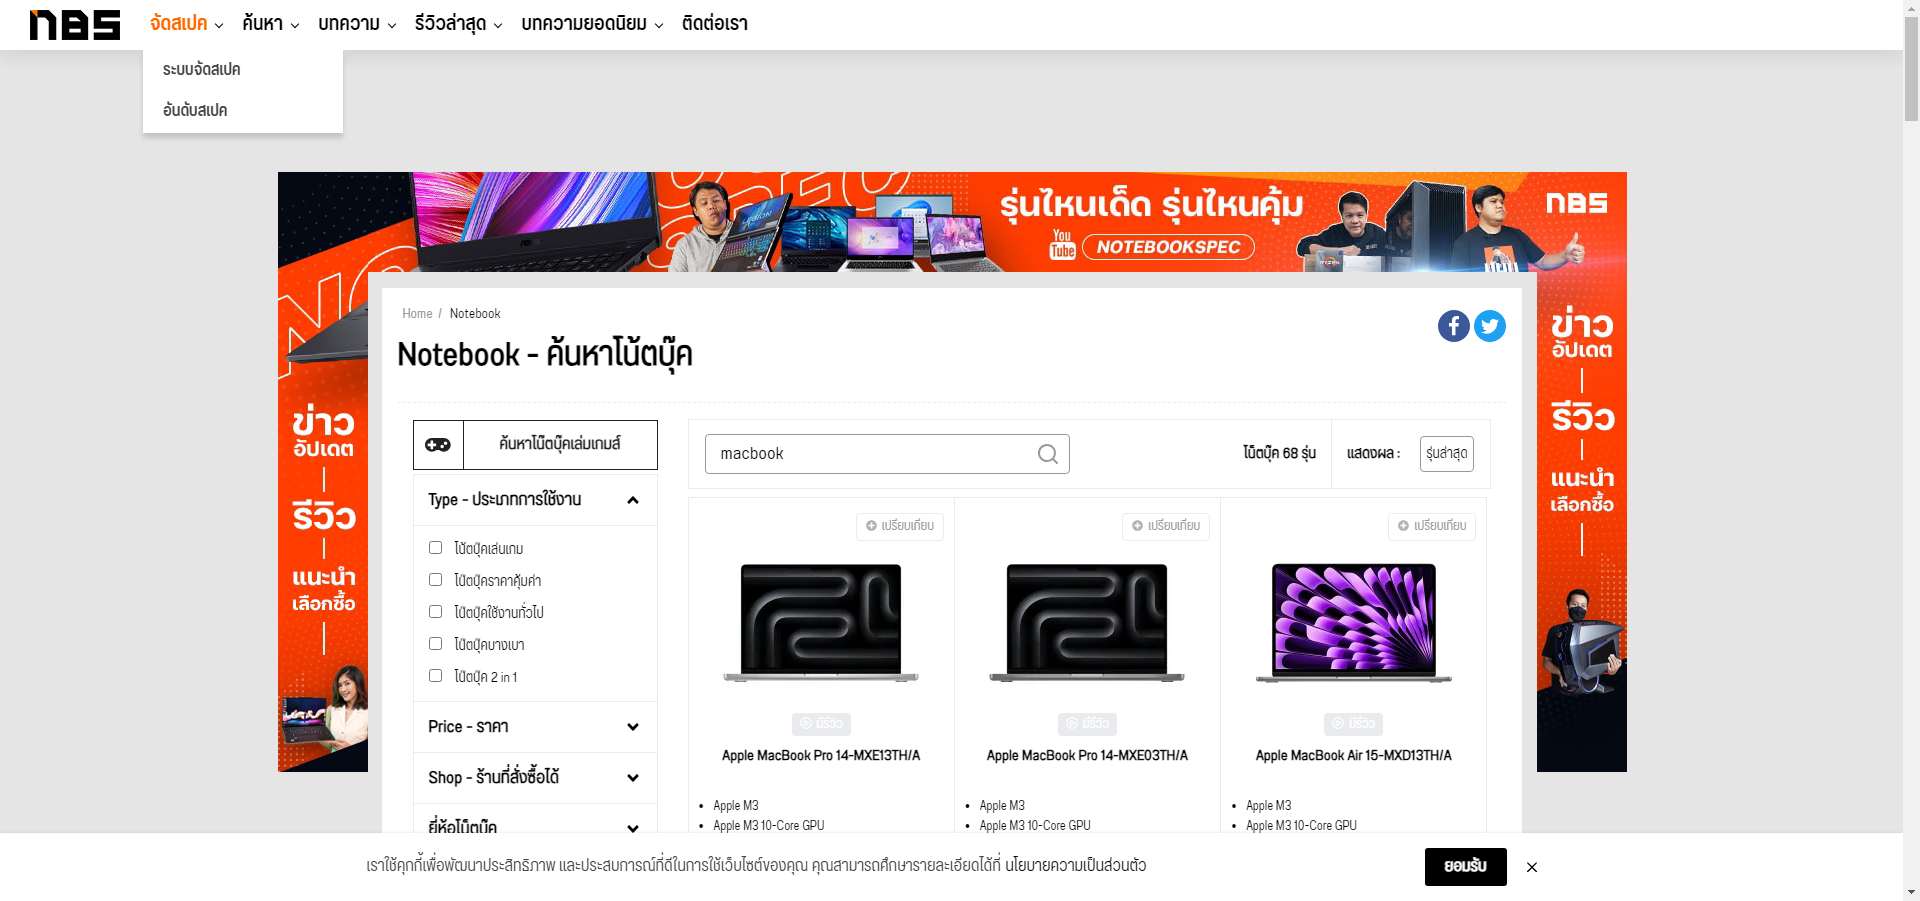 NBS
จัดสเปค
ค้นหา
บทความ
รีวิวล่าสุด
บทความยอดนิยม
ติดต่อเรา
ระบบจัดสเปค
อันดับสเปค
รุ่นไหนเด็ด รุ่นไหนคุ้ม
You Tube NOTEBOOKSPEC
NBS
LEGION
RYZEN
ข่าว
อัปเดต
รีวิว
แนะนำ
เลือกซื้อ
Home / Notebook
Notebook - ค้นหาโน้ตบุ๊ค
ค้นหาโน๊ตบุ๊คเล่มเกมส์
macbook
โน็ตบุ๊ค 68 รุ่น
แสดงผล :
รุ่นล่าสุด
Type - ประเภทการใช้งาน
โน้ตบุ๊คเล่นเกม
โน๊ตบุ๊คราคาคุ้มค่า
โน๊ตบุ๊คใช้งานทั่วไป
โน๊ตบุ๊คบางเบา
โน๊ตบุ๊ค 2 in 1
Price - ราคา
Shop - ร้านที่สั่งซื้อได้
ยี่ห้อโน็ตบุ๊ค
เปรียบเทียบ
เปรียบเทียบ
เปรียบเทียบ
มีรีวิว
มีรีวิว
มีรีวิว
Apple MacBook Pro 14-MXE13TH/A
Apple MacBook Pro 14-MXE03TH/A
Apple MacBook Air 15-MXD13TH/A
Apple M3
Apple M3 10-Core GPU
Apple M3
Apple M3 10-Core GPU
Apple M3
Apple M3 10-Core GPU
ข่าว
อัปเดต
รีวิว
แนะนำ
เลือกซื้อ
เราใช้คุกกี้เพื่อพัฒนาประสิทธิภาพ และประสบการณ์ที่ดีในการใช้เว็บไซต์ของคุณ คุณสามารถศึกษารายละเอียดได้ที่ นโยบายความเป็นส่วนตัว
ยอมรับ